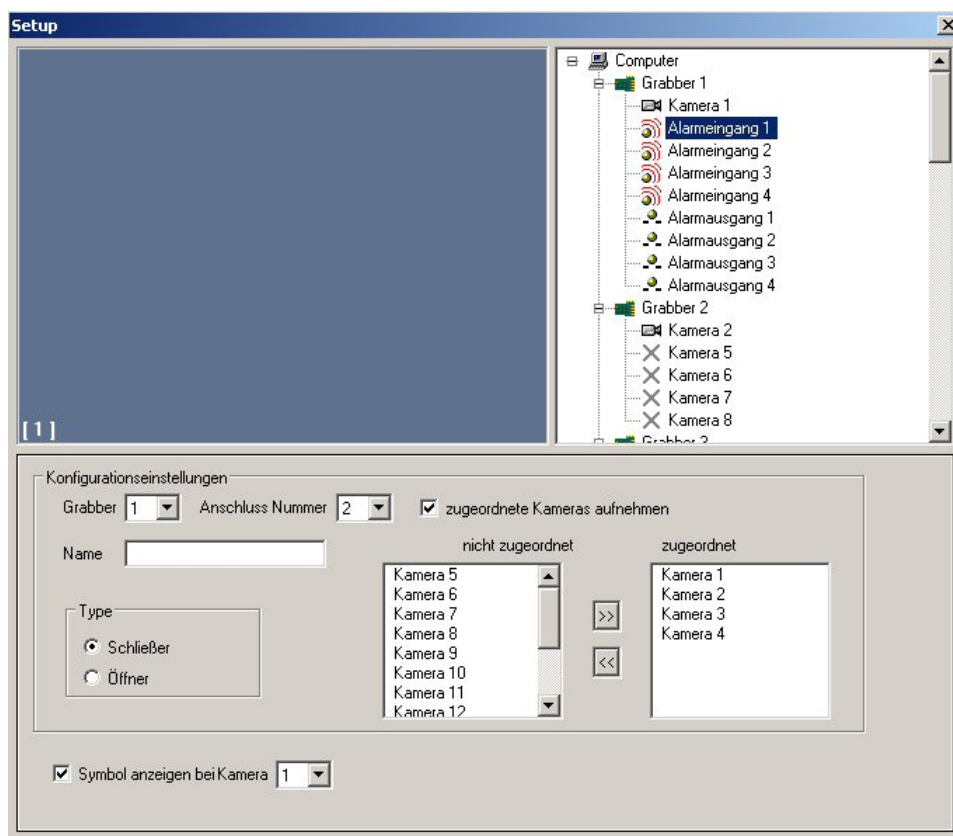 Setup
Computer
Grabber 1
Kamera 1
Alarmeingang 1
Alarmeingang 2
Alarmeingang 3
Alarmeingang 4
Alarmausgang 1
Alarmausgang 2
Alarmausgang 3
Alarmausgang 4
Grabber 2
Kamera 2
Kamera 5
Kamera 6
Kamera 7
Kamera 8
Grabber 3
[ 1 ]
Konfigurationseinstellungen
Grabber 1 Anschluss Nummer 2 zugeordnete Kameras aufnehmen
Name
nicht zugeordnet
Kamera 5
Kamera 6
Kamera 7
Kamera 8
Kamera 9
Kamera 10
Kamera 11
Kamera 12
>>
<<
zugeordnet
Kamera 1
Kamera 2
Kamera 3
Kamera 4
Type
Schließer
Öffner
Symbol anzeigen bei Kamera 1